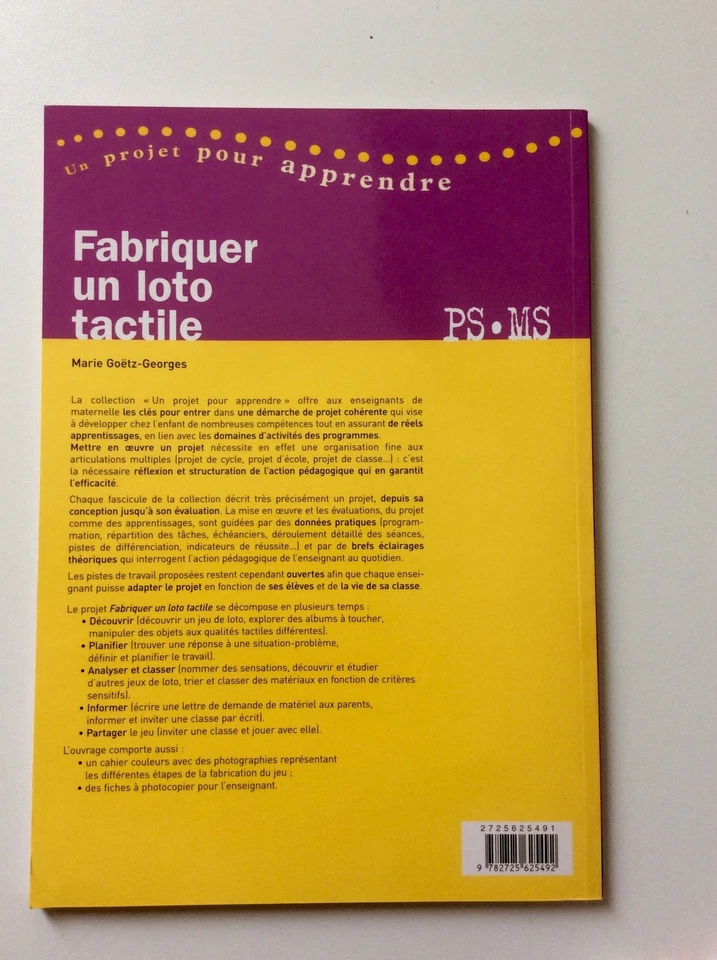 Un projet pour apprendre
Fabriquer
un loto
tactile
PS • MS
Marie Goëtz-Georges
La collection « Un projet pour apprendre » offre aux enseignants de
maternelle les clés pour entrer dans une démarche de projet cohérente qui vise
à développer chez l'enfant de nombreuses compétences tout en assurant de réels
apprentissages, en lien avec les domaines d'activités des programmes.
Mettre en œuvre un projet nécessite en effet une organisation fine aux
articulations multiples (projet de cycle, projet d'école, projet de classe...) : c'est
la nécessaire réflexion et structuration de l'action pédagogique qui en garantit
l'efficacité.
Chaque fascicule de la collection décrit très précisément un projet, depuis sa
conception jusqu'à son évaluation. La mise en œuvre et les évaluations, du projet
comme des apprentissages, sont guidées par des données pratiques (program-
mation, répartition des tâches, échéanciers, déroulement détaillé des séances,
pistes de différenciation, indicateurs de réussite...) et par de brefs éclairages
théoriques qui interrogent l'action pédagogique de l'enseignant au quotidien.
Les pistes de travail proposées restent cependant ouvertes afin que chaque ensei-
gnant puisse adapter le projet en fonction de ses élèves et de la vie de sa classe.
Le projet Fabriquer un loto tactile se décompose en plusieurs temps :
• Découvrir (découvrir un jeu de loto, explorer des albums à toucher,
manipuler des objets aux qualités tactiles différentes).
• Planifier (trouver une réponse à une situation-problème,
définir et planifier le travail).
• Analyser et classer (nommer des sensations, découvrir et étudier
d'autres jeux de loto, trier et classer des matériaux en fonction de critères
sensitifs).
• Informer (écrire une lettre de demande de matériel aux parents,
informer et inviter une classe par écrit).
• Partager le jeu (inviter une classe et jouer avec elle).
L'ouvrage comporte aussi :
• un cahier couleurs avec des photographies représentant
les différentes étapes de la fabrication du jeu ;
• des fiches à photocopier pour l'enseignant.
2725625491
9 782725 625492